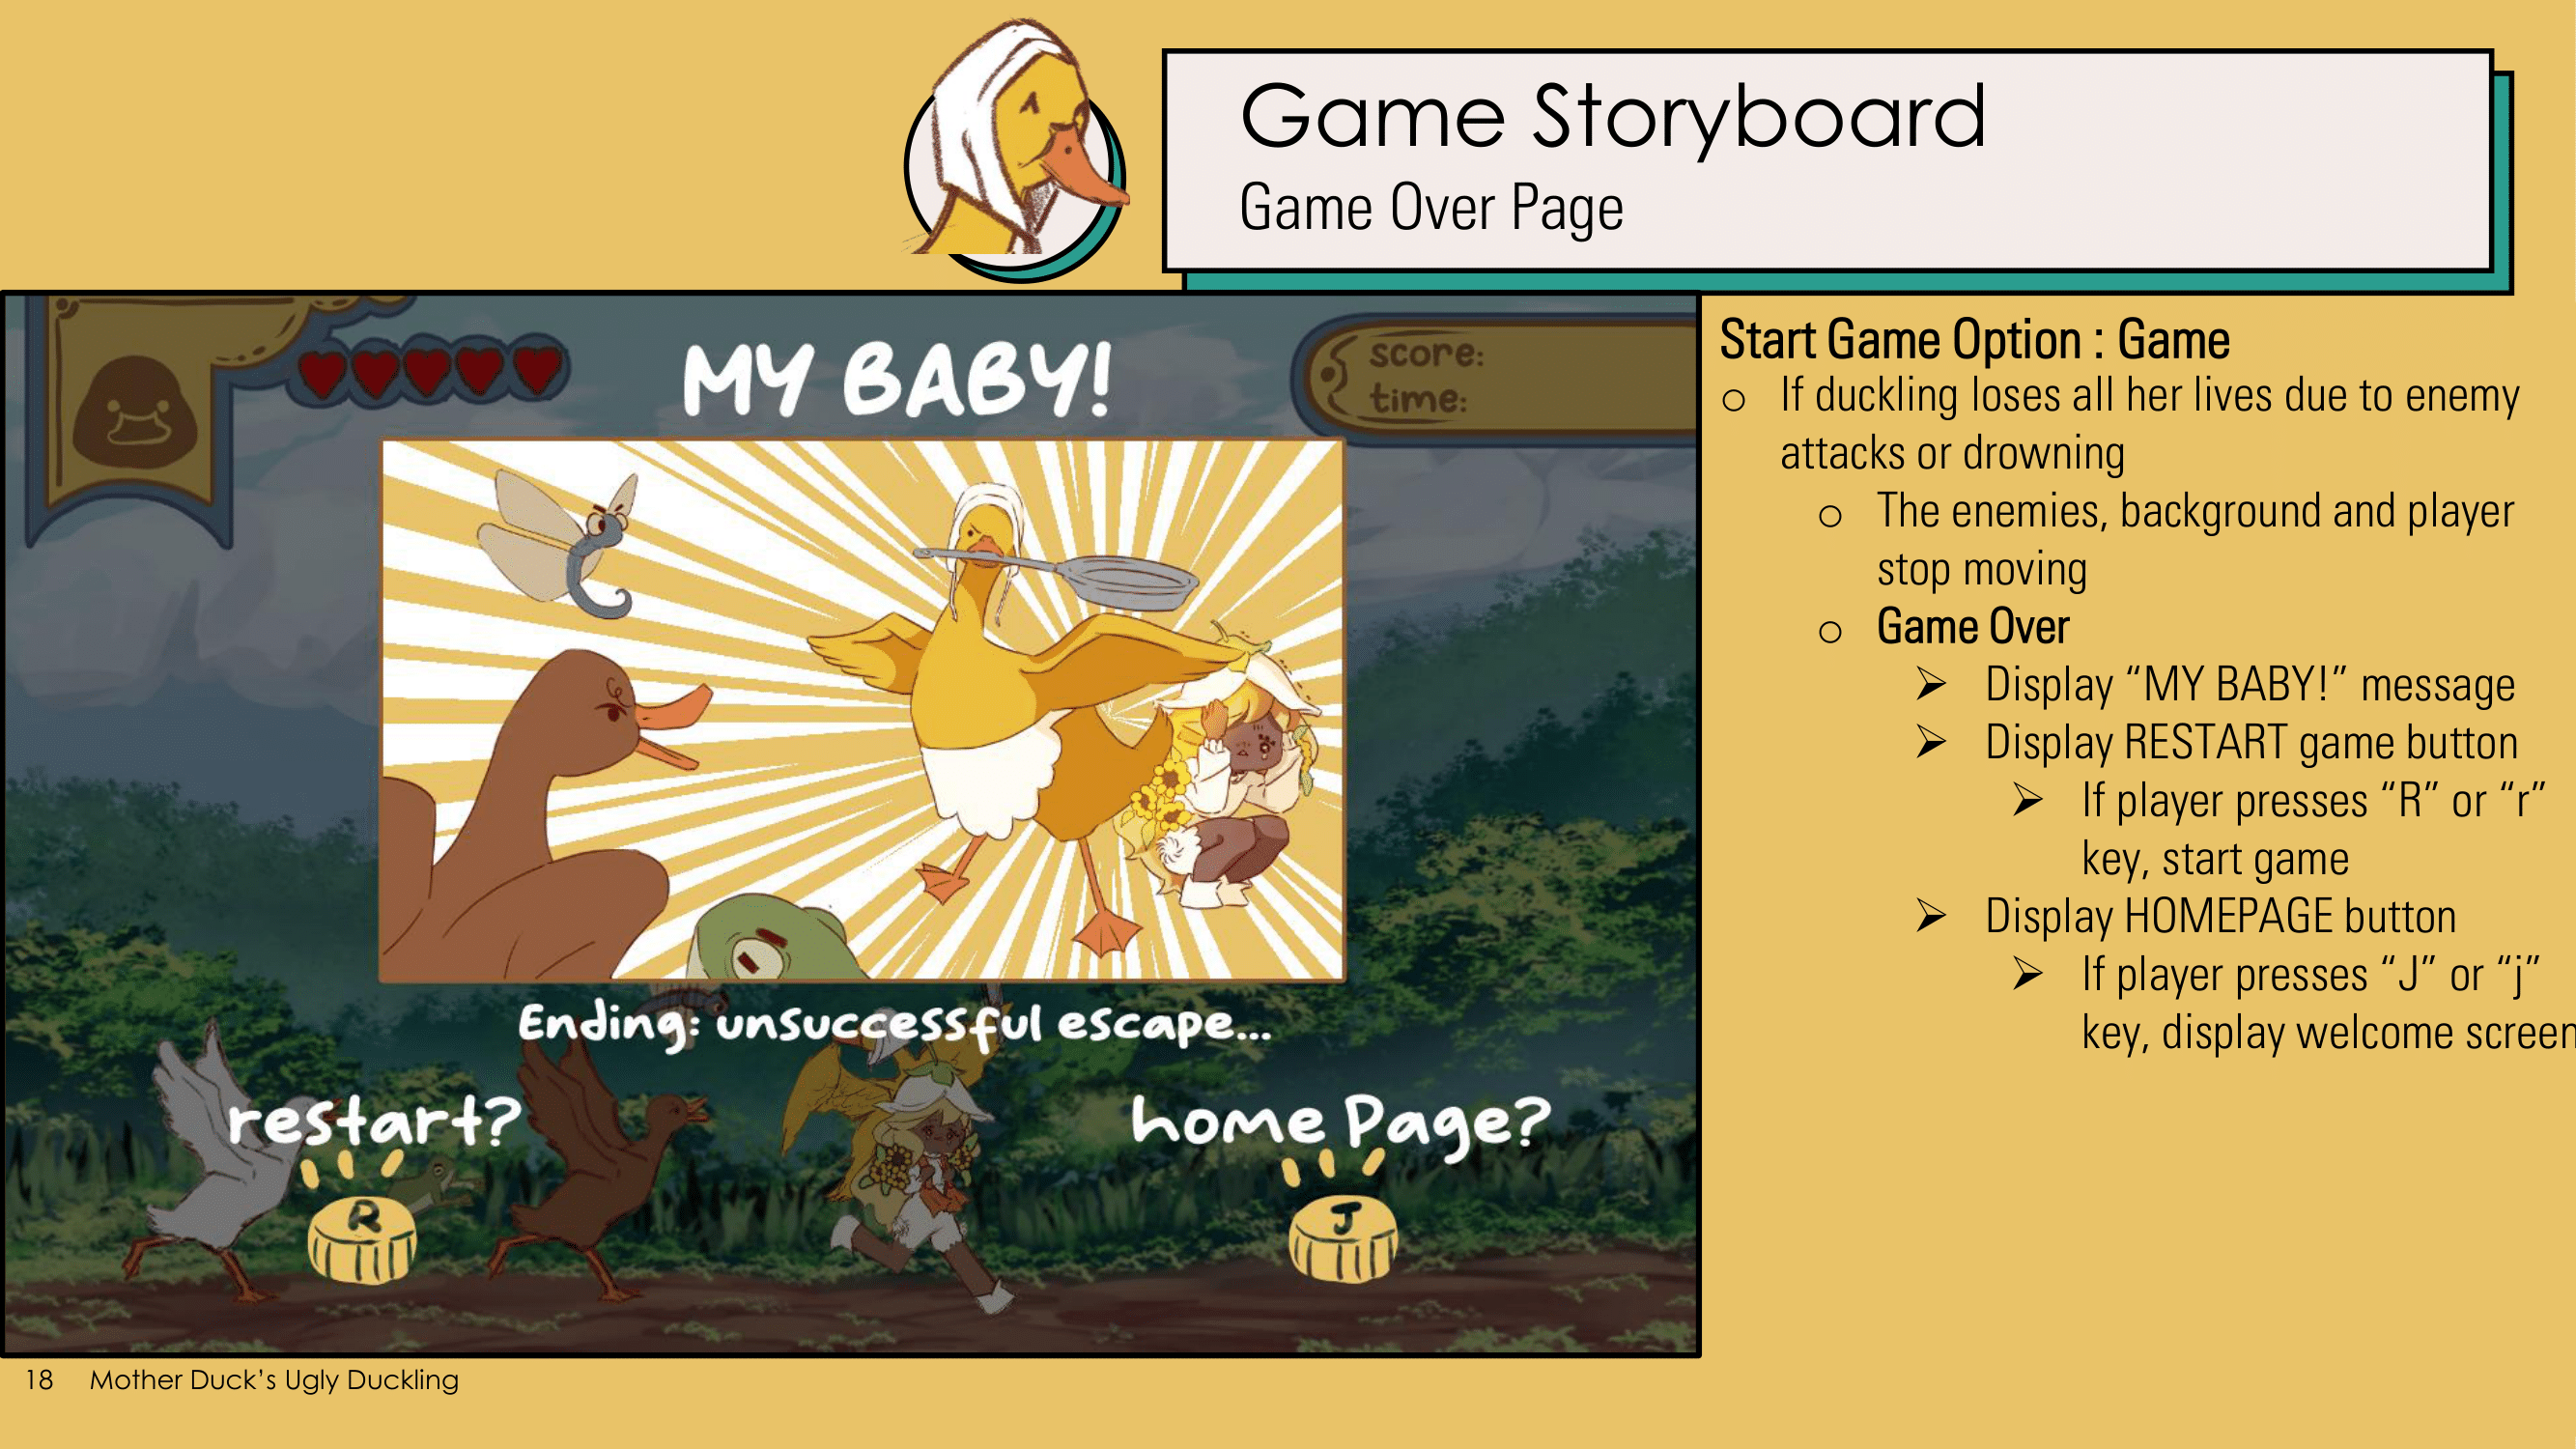 Game Storyboard
Game Over Page
MY BABY!
score:
time:
Ending: unsuccessful escape...
restart?
home Page?
R
J
Start Game Option : Game
o If duckling loses all her lives due to enemy
attacks or drowning
o The enemies, background and player
stop moving
o Game Over
➢ Display “MY BABY!” message
➢ Display RESTART game button
➢ If player presses “R” or “r”
key, start game
➢ Display HOMEPAGE button
➢ If player presses “J” or “j”
key, display welcome screen
18 Mother Duck’s Ugly Duckling